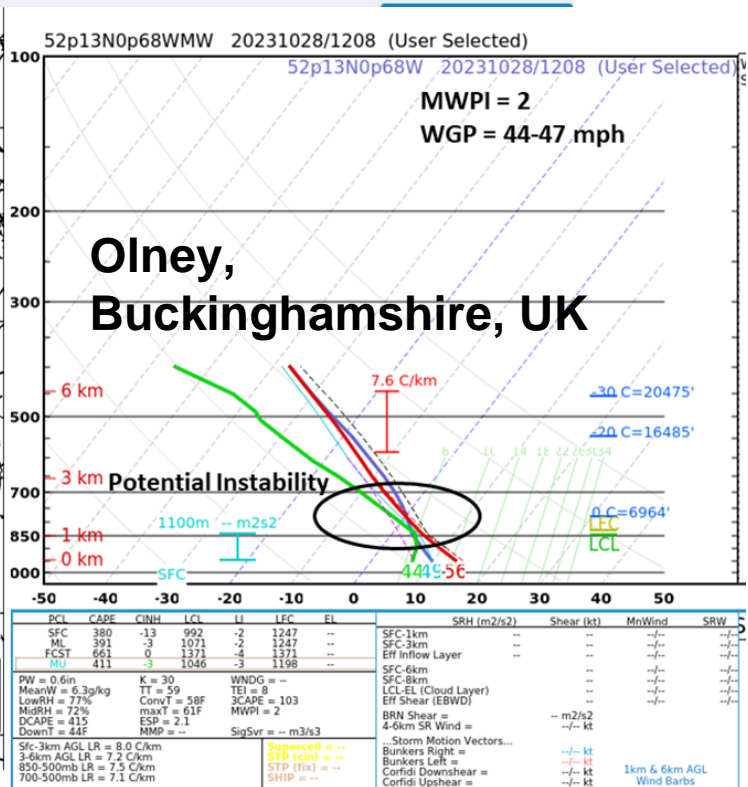 52p13N0p68WMW 20231028/1208 (User Selected)
52p13N0p68W 20231028/1208 (User Selected)
MWPI = 2
WGP = 44-47 mph
100
200
Olney,
Buckinghamshire, UK
300
7.6 C/km
6 km
-30 C=20475'
500
-20 C=16485'
6 10 14 18 22 26 30 34
3 km
Potential Instability
700
0 C=6964'
1100m -- m2s2
LFC
1 km
850
LCL
0 km
000
SFC
44 49 56
-50 -40 -30 -20 -10 0 10 20 30 40 50
PCL CAPE CINH LCL LI LFC EL
SFC 380 -13 992 -2 1247 --
ML 391 -3 1071 -2 1247 --
FCST 661 0 1371 -4 1371 --
MU 411 -3 1046 -3 1198 --
PW = 0.6in K = 30 WNDG = --
MeanW = 6.3g/kg TT = 59 TEI = 8
LowRH = 77% ConvT = 58F 3CAPE = 103
MidRH = 72% maxT = 61F MWPI = 2
DCAPE = 415 ESP = 2.1
DownT = 44F MMP = -- SigSvr = -- m3/s3
Sfc-3km AGL LR = 8.0 C/km
3-6km AGL LR = 7.2 C/km
850-500mb LR = 7.5 C/km
700-500mb LR = 7.1 C/km
Supercell = --
STP (cin) = --
STP (fix) = --
SHIP = --
SRH (m2/s2) Shear (kt) MnWind SRW
SFC-1km -- -- --/-- --/--
SFC-3km -- -- --/-- --/--
Eff Inflow Layer -- -- --/-- --/--
SFC-6km -- --/-- --/--
SFC-8km -- --/-- --/--
LCL-EL (Cloud Layer) -- --/-- --/--
Eff Shear (EBWD) -- --/-- --/--
BRN Shear = -- m2/s2
4-6km SR Wind = --/-- kt
...Storm Motion Vectors...
Bunkers Right = --/-- kt
Bunkers Left = --/-- kt
Corfidi Downshear = --/-- kt
Corfidi Upshear = --/-- kt
1km & 6km AGL
Wind Barbs